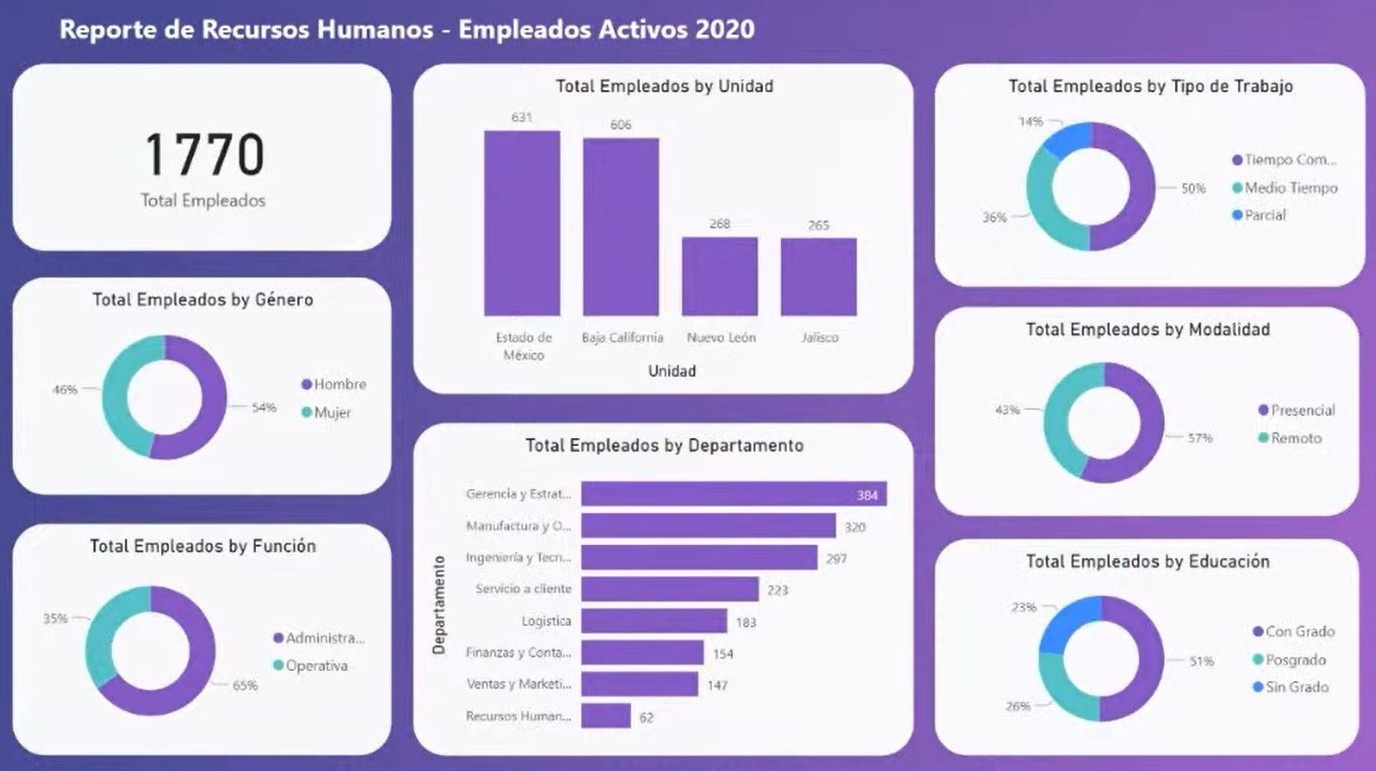 Reporte de Recursos Humanos - Empleados Activos 2020
1770
Total Empleados
Total Empleados by Género
46%
54%
Hombre
Mujer
Total Empleados by Función
35%
65%
Administra...
Operativa
Total Empleados by Unidad
631
606
268
265
Estado de
México
Baja California
Nuevo León
Jalisco
Unidad
Total Empleados by Departamento
Departamento
Gerencia y Estrat...
384
Manufactura y O...
320
Ingeniería y Tecn...
297
Servicio a cliente
223
Logística
183
Finanzas y Conta...
154
Ventas y Marketi...
147
Recursos Human...
62
Total Empleados by Tipo de Trabajo
14%
36%
50%
Tiempo Com...
Medio Tiempo
Parcial
Total Empleados by Modalidad
43%
57%
Presencial
Remoto
Total Empleados by Educación
23%
26%
51%
Con Grado
Posgrado
Sin Grado